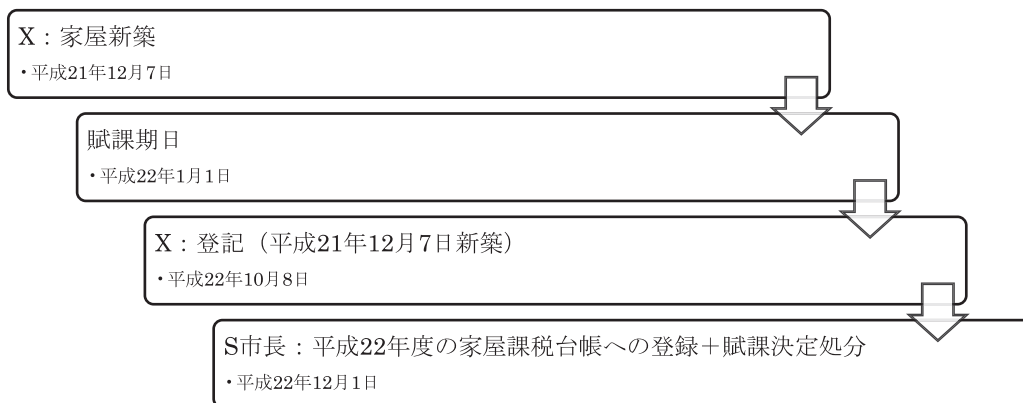 X：家屋新築
・平成21年12月7日
賦課期日
・平成22年1月1日
X：登記（平成21年12月7日新築）
・平成22年10月8日
S市長：平成22年度の家屋課税台帳への登録＋賦課決定処分
・平成22年12月1日